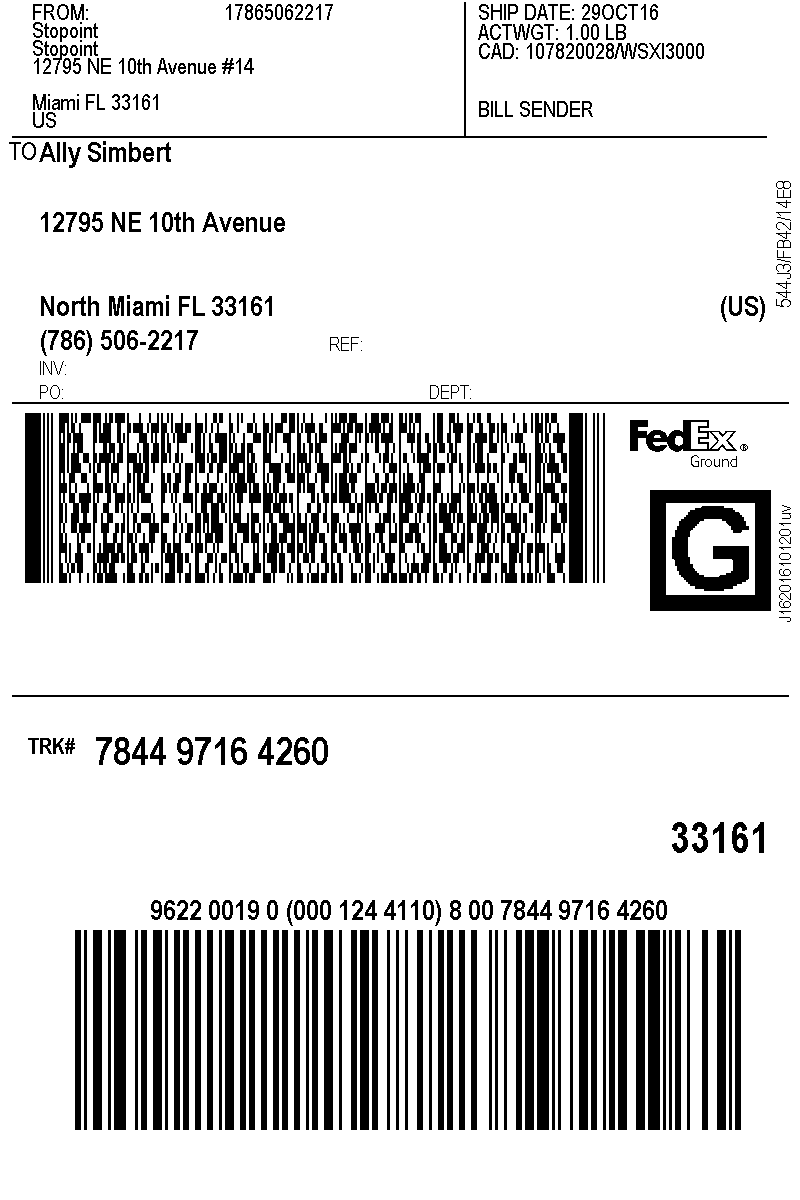 FROM: 17865062217
Stopoint
Stopoint
12795 NE 10th Avenue #14
Miami FL 33161
US
SHIP DATE: 29OCT16
ACTWGT: 1.00 LB
CAD: 107820028/WSXI3000
BILL SENDER
TO Ally Simbert
12795 NE 10th Avenue
North Miami FL 33161 (US)
(786) 506-2217 REF:
INV:
PO: DEPT:
544J3/FB42/14E8
FedEx®
Ground
G
J162016101201uv
TRK# 7844 9716 4260
33161
9622 0019 0 (000 124 4110) 8 00 7844 9716 4260